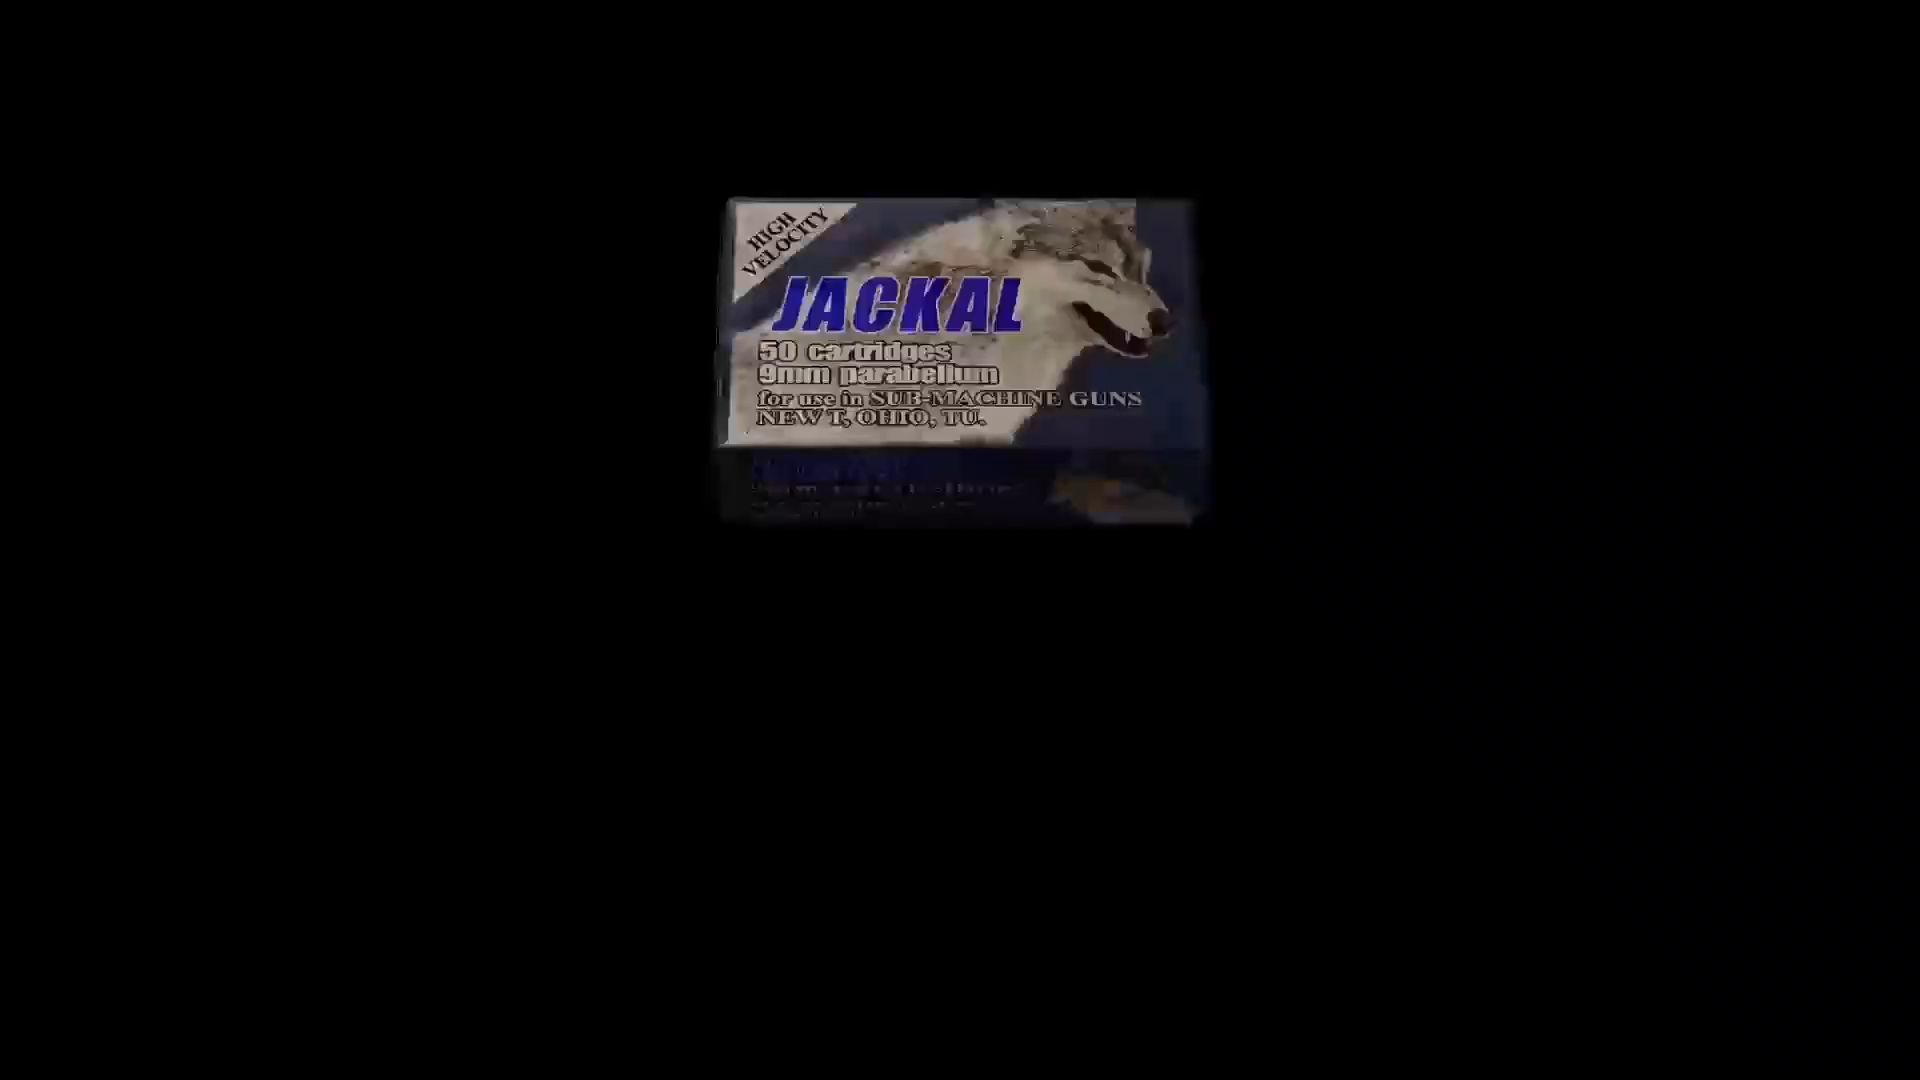 HIGH
VELOCITY
JACKAL
50 cartridges
9mm parabellum
for use in SUB-MACHINE GUNS
NEW T, OHIO, TU.